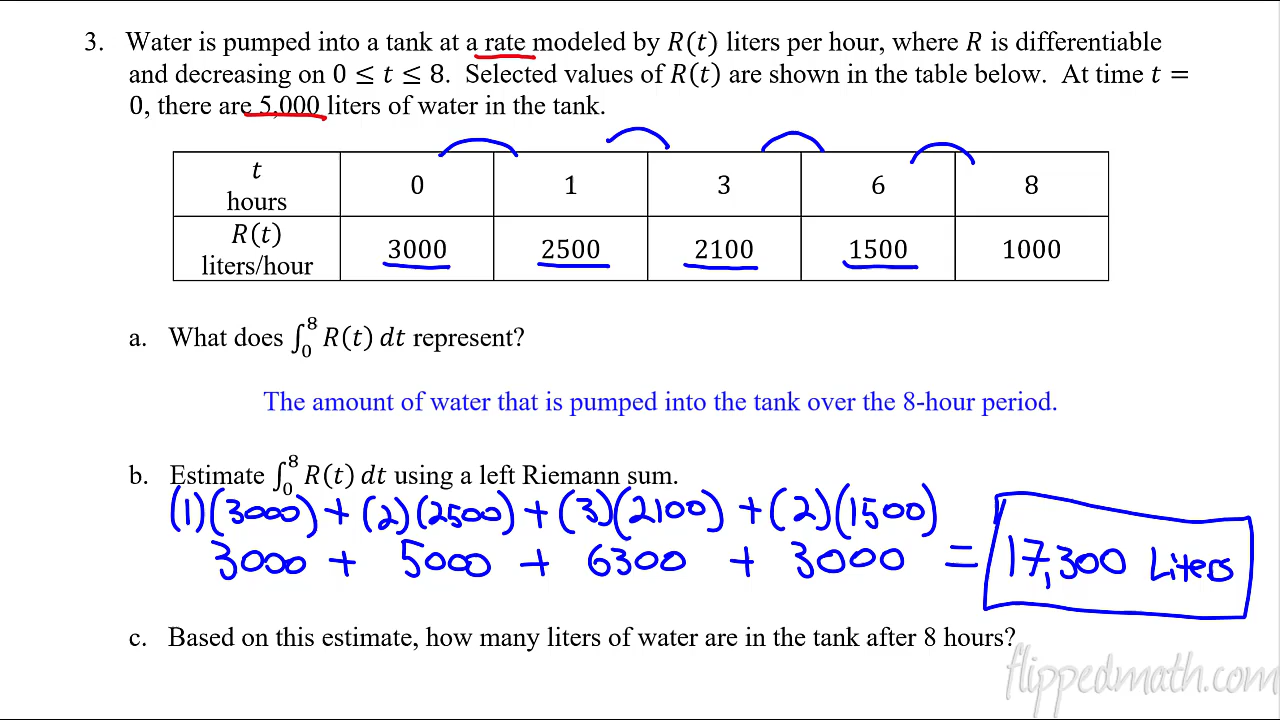 3. Water is pumped into a tank at a rate modeled by R(t) liters per hour, where R is differentiable
and decreasing on 0 ≤ t ≤ 8. Selected values of R(t) are shown in the table below. At time t =
0, there are 5,000 liters of water in the tank.
t hours 0 1 3 6 8
R(t) liters/hour 3000 2500 2100 1500 1000
a. What does ∫₀⁸ R(t) dt represent?
The amount of water that is pumped into the tank over the 8-hour period.
b. Estimate ∫₀⁸ R(t) dt using a left Riemann sum.
(1)(3000) + (2)(2500) + (3)(2100) + (2)(1500)
3000 + 5000 + 6300 + 3000 = 17,300 Liters
c. Based on this estimate, how many liters of water are in the tank after 8 hours?
flippedmath.com